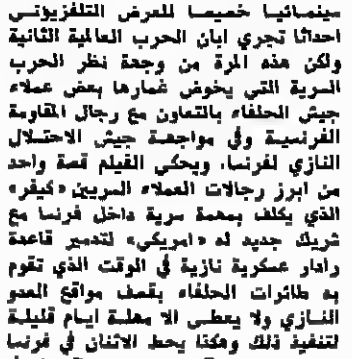 سينمائيا خصيصا للعرض التلفزيوني
احداثا تجري ابان الحرب العالمية الثانية
ولكن هذه المرة من وجهة نظر الحرب
السرية التي يخوض غمارها بعض عملاء
جيش الحلفاء بالتعاون مع رجال المقاومة
الفرنسية وفي مواجهة جيش الاحتلال
النازي لفرنسا. ويحكي الفيلم قصة واحد
من ابرز رجالات العملاء السريين «كيفر»
الذي يكلف بمهمة سرية داخل فرنسا مع
شريك جديد له «امريكي» لتدمير قاعدة
رادار عسكرية نازية في الوقت الذي تقوم
به طائرات الحلفاء بقصف مواقع العدو
النازي ولا يعطى الا مهلة ايام قليلة
لتنفيذ ذلك وهكذا يحط الاثنان في فرنسا